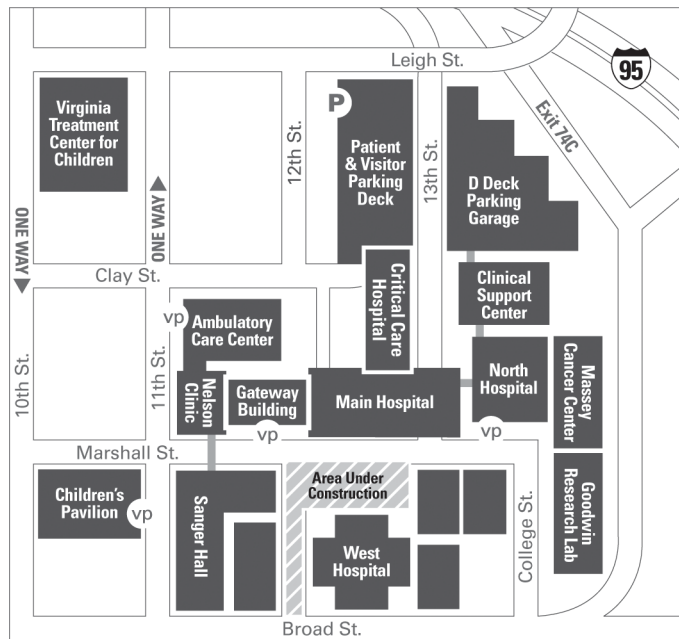 Leigh St.
95
Exit 74C
Virginia
Treatment
Center for
Children
12th St.
P
Patient
& Visitor
Parking
Deck
13th St.
D Deck
Parking
Garage
ONE WAY
ONE WAY
Clay St.
Critical Care
Hospital
Clinical
Support
Center
vp
Ambulatory
Care Center
10th St.
11th St.
Nelson
Clinic
Gateway
Building
vp
Main Hospital
North
Hospital
vp
Massey
Cancer Center
Marshall St.
Children's
Pavilion
vp
Sanger Hall
Area Under
Construction
West
Hospital
College St.
Goodwin
Research Lab
Broad St.